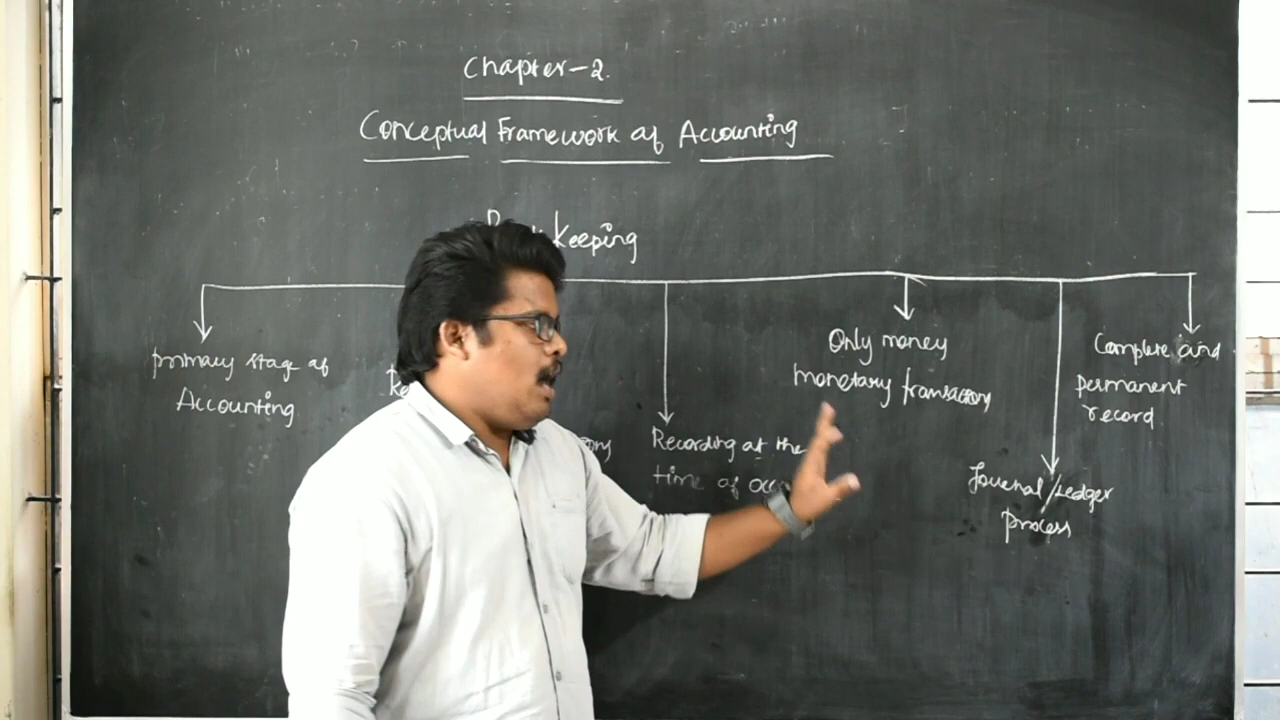 Chapter-2.
Conceptual Framework of Accounting
Keeping
primary stage of
Accounting
Recording at the
time of
Only money
monetary
Journal/Ledger
process
Complete and
permanent
record